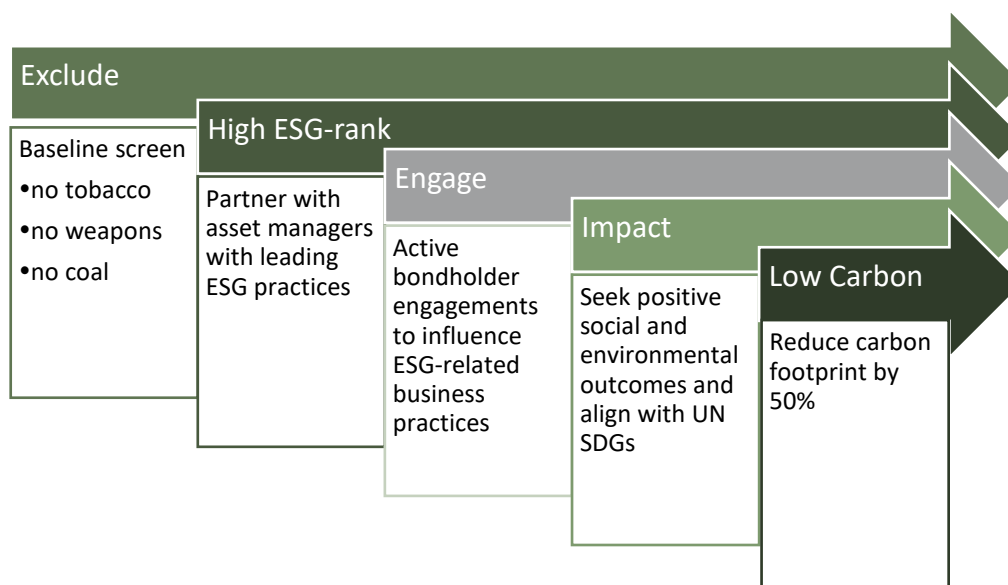 Exclude
Baseline screen
•no tobacco
•no weapons
•no coal
High ESG-rank
Partner with
asset managers
with leading
ESG practices
Engage
Active
bondholder
engagements
to influence
ESG-related
business
practices
Impact
Seek positive
social and
environmental
outcomes and
align with UN
SDGs
Low Carbon
Reduce carbon
footprint by
50%